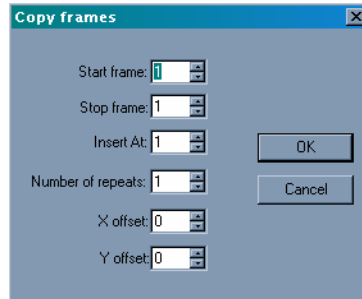 Copy frames
Start frame: 1
Stop frame: 1
Insert At: 1
OK
Number of repeats: 1
Cancel
X offset: 0
Y offset: 0